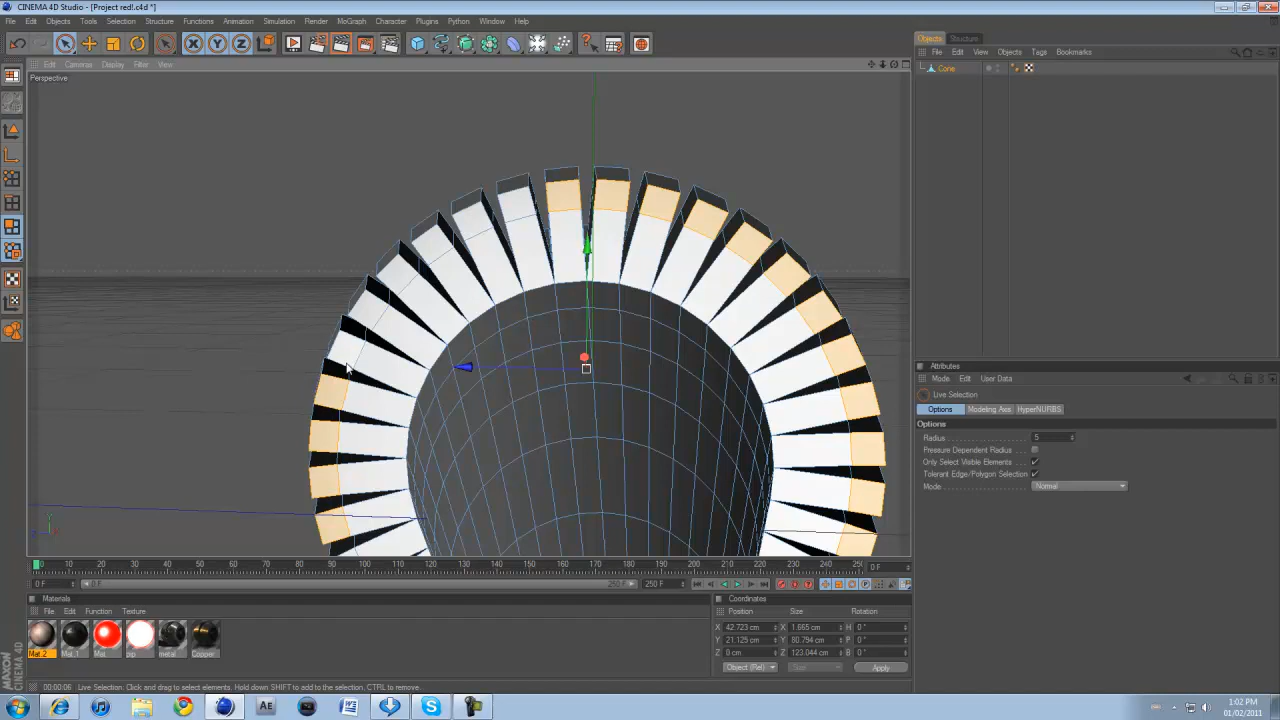 CINEMA 4D Studio - [Project red!.c4d *]
File Edit Objects Tools Selection Structure Functions Animation Simulation Render MoGraph Character Plugins Python Window Help
Edit Cameras Display Filter View
Perspective
Objects Structure
File Edit View Objects Tags Bookmarks
Cone
Attributes
Mode Edit User Data
Live Selection
Options Modeling Axis HyperNURBS
Options
Radius 5
Pressure Dependent Radius
Only Select Visible Elements
Tolerant Edge/Polygon Selection
Mode Normal
0 10 20 30 40 50 60 70 80 90 100 110 120 130 140 150 160 170 180 190 200 210 220 230 240 250 0 F
0 F 0 F 250 F 250 F
Materials
File Edit Function Texture
Mat.2 Mat.1 Mat pip metal Copper
Coordinates
Position Size Rotation
X 42.723 cm X 1.665 cm H 0 °
Y 21.125 cm Y 80.794 cm P 0 °
Z 0 cm Z 123.044 cm B 0 °
Object (Rel) Size Apply
MAXON CINEMA 4D
00:00:06 Live Selection: Click and drag to select elements. Hold down SHIFT to add to the selection, CTRL to remove.
Ae
1:02 PM
01/02/2011